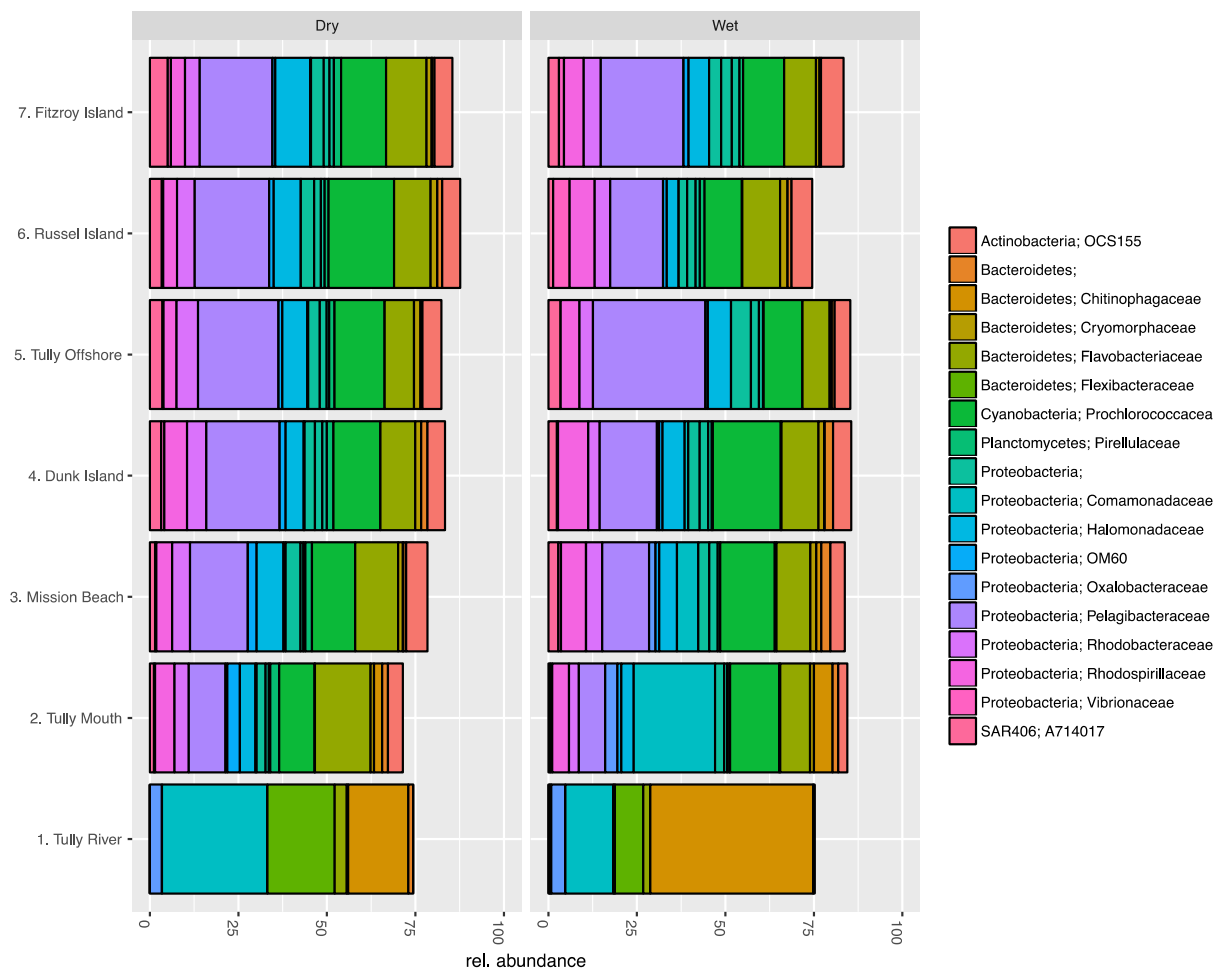 Dry
Wet
7. Fitzroy Island
6. Russel Island
5. Tully Offshore
4. Dunk Island
3. Mission Beach
2. Tully Mouth
1. Tully River
0
25
50
75
100
0
25
50
75
100
rel. abundance
Actinobacteria; OCS155
Bacteroidetes;
Bacteroidetes; Chitinophagaceae
Bacteroidetes; Cryomorphaceae
Bacteroidetes; Flavobacteriaceae
Bacteroidetes; Flexibacteraceae
Cyanobacteria; Prochlorococcacea
Planctomycetes; Pirellulaceae
Proteobacteria;
Proteobacteria; Comamonadaceae
Proteobacteria; Halomonadaceae
Proteobacteria; OM60
Proteobacteria; Oxalobacteraceae
Proteobacteria; Pelagibacteraceae
Proteobacteria; Rhodobacteraceae
Proteobacteria; Rhodospirillaceae
Proteobacteria; Vibrionaceae
SAR406; A714017